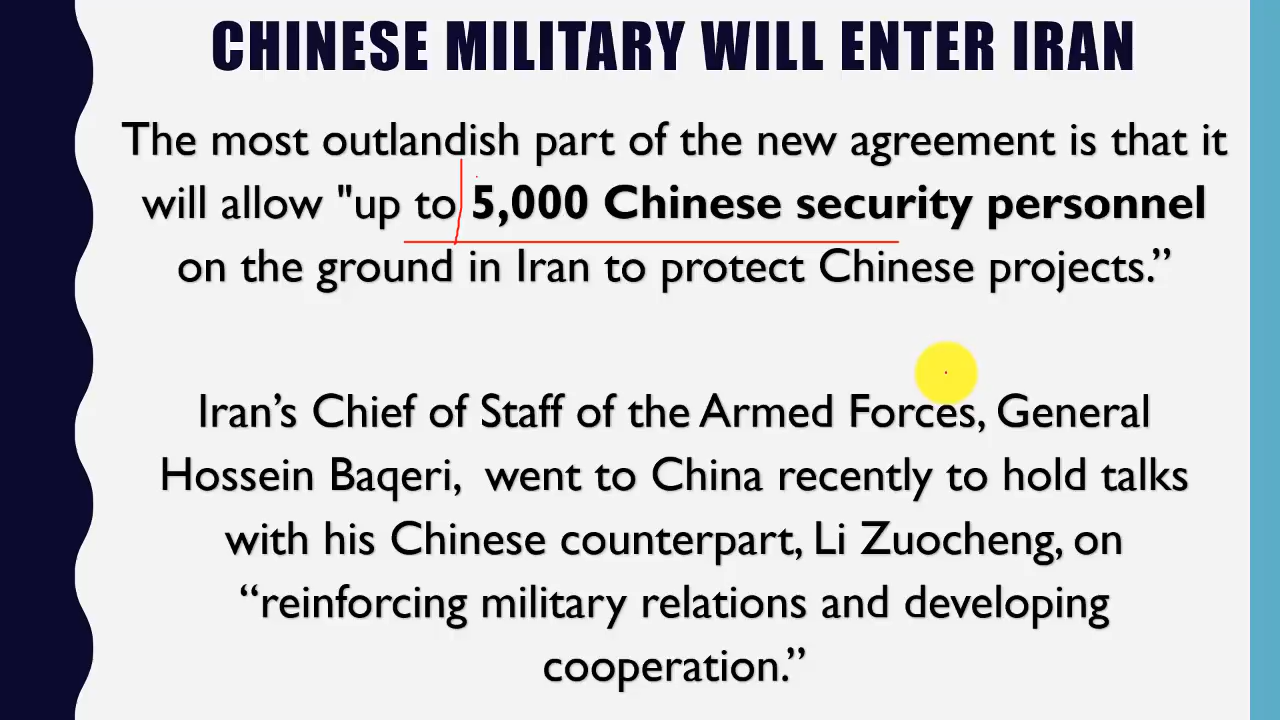 CHINESE MILITARY WILL ENTER IRAN
The most outlandish part of the new agreement is that it
will allow "up to 5,000 Chinese security personnel
on the ground in Iran to protect Chinese projects.”
Iran’s Chief of Staff of the Armed Forces, General
Hossein Baqeri,  went to China recently to hold talks
with his Chinese counterpart, Li Zuocheng, on
“reinforcing military relations and developing
cooperation.”